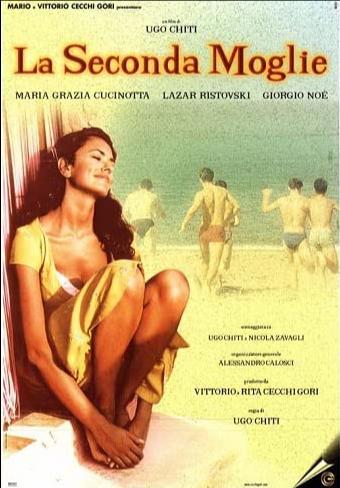 MARIO e VITTORIO CECCHI GORI presentano
un film di
UGO CHITI
La Seconda Moglie
MARIA GRAZIA CUCINOTTA LAZAR RISTOVSKI GIORGIO NOÈ
sceneggiatura
UGO CHITI e NICOLA ZAVAGLI
organizzatore generale
ALESSANDRO CALOSCI
prodotto da
VITTORIO e RITA CECCHI GORI
regia di
UGO CHITI